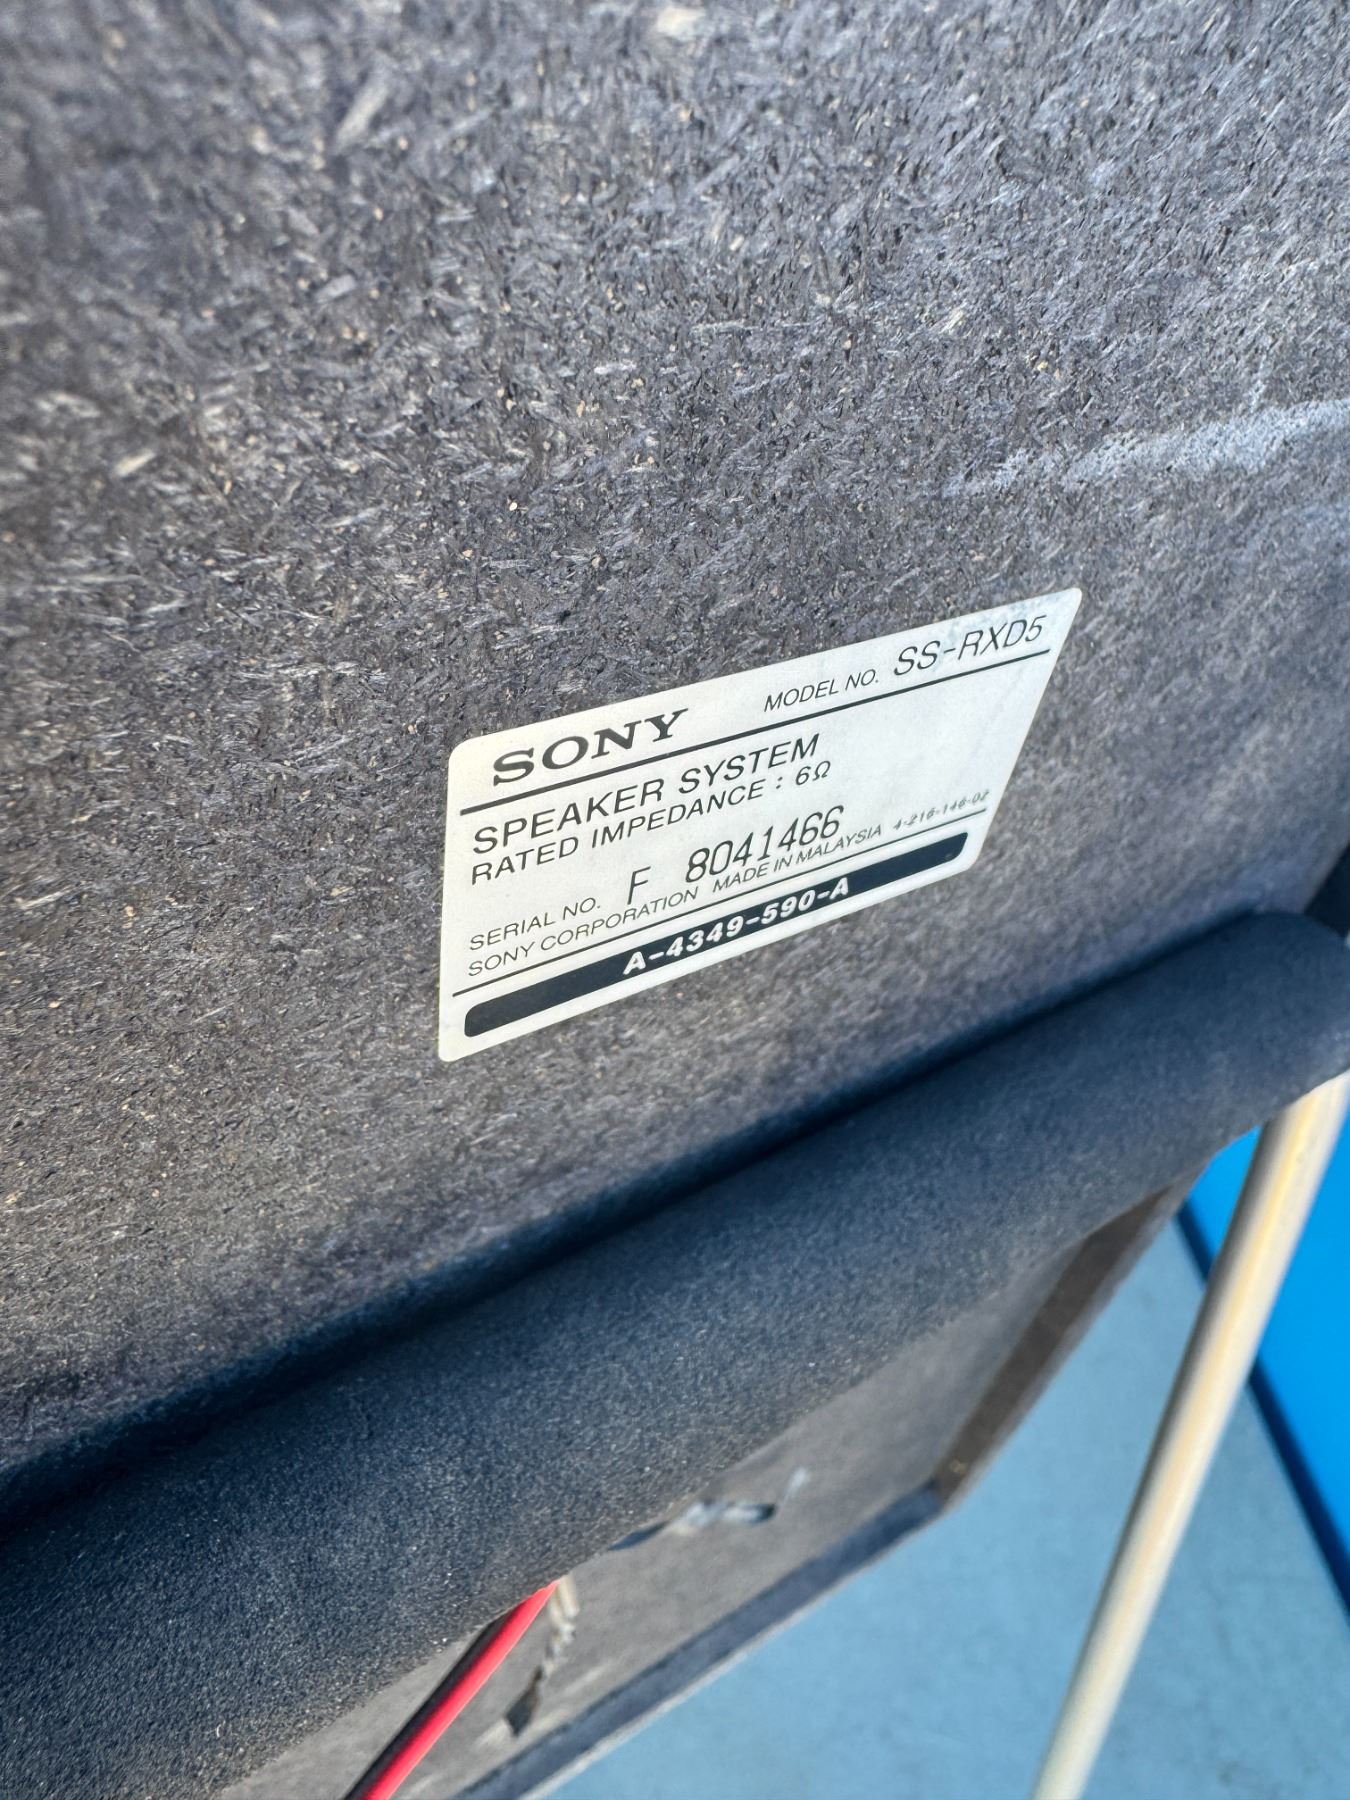 SONY MODEL NO. SS-RXD5
SPEAKER SYSTEM
RATED IMPEDANCE : 6Ω
SERIAL NO. F 8041466
SONY CORPORATION MADE IN MALAYSIA 4-216-146-02
A-4349-590-A